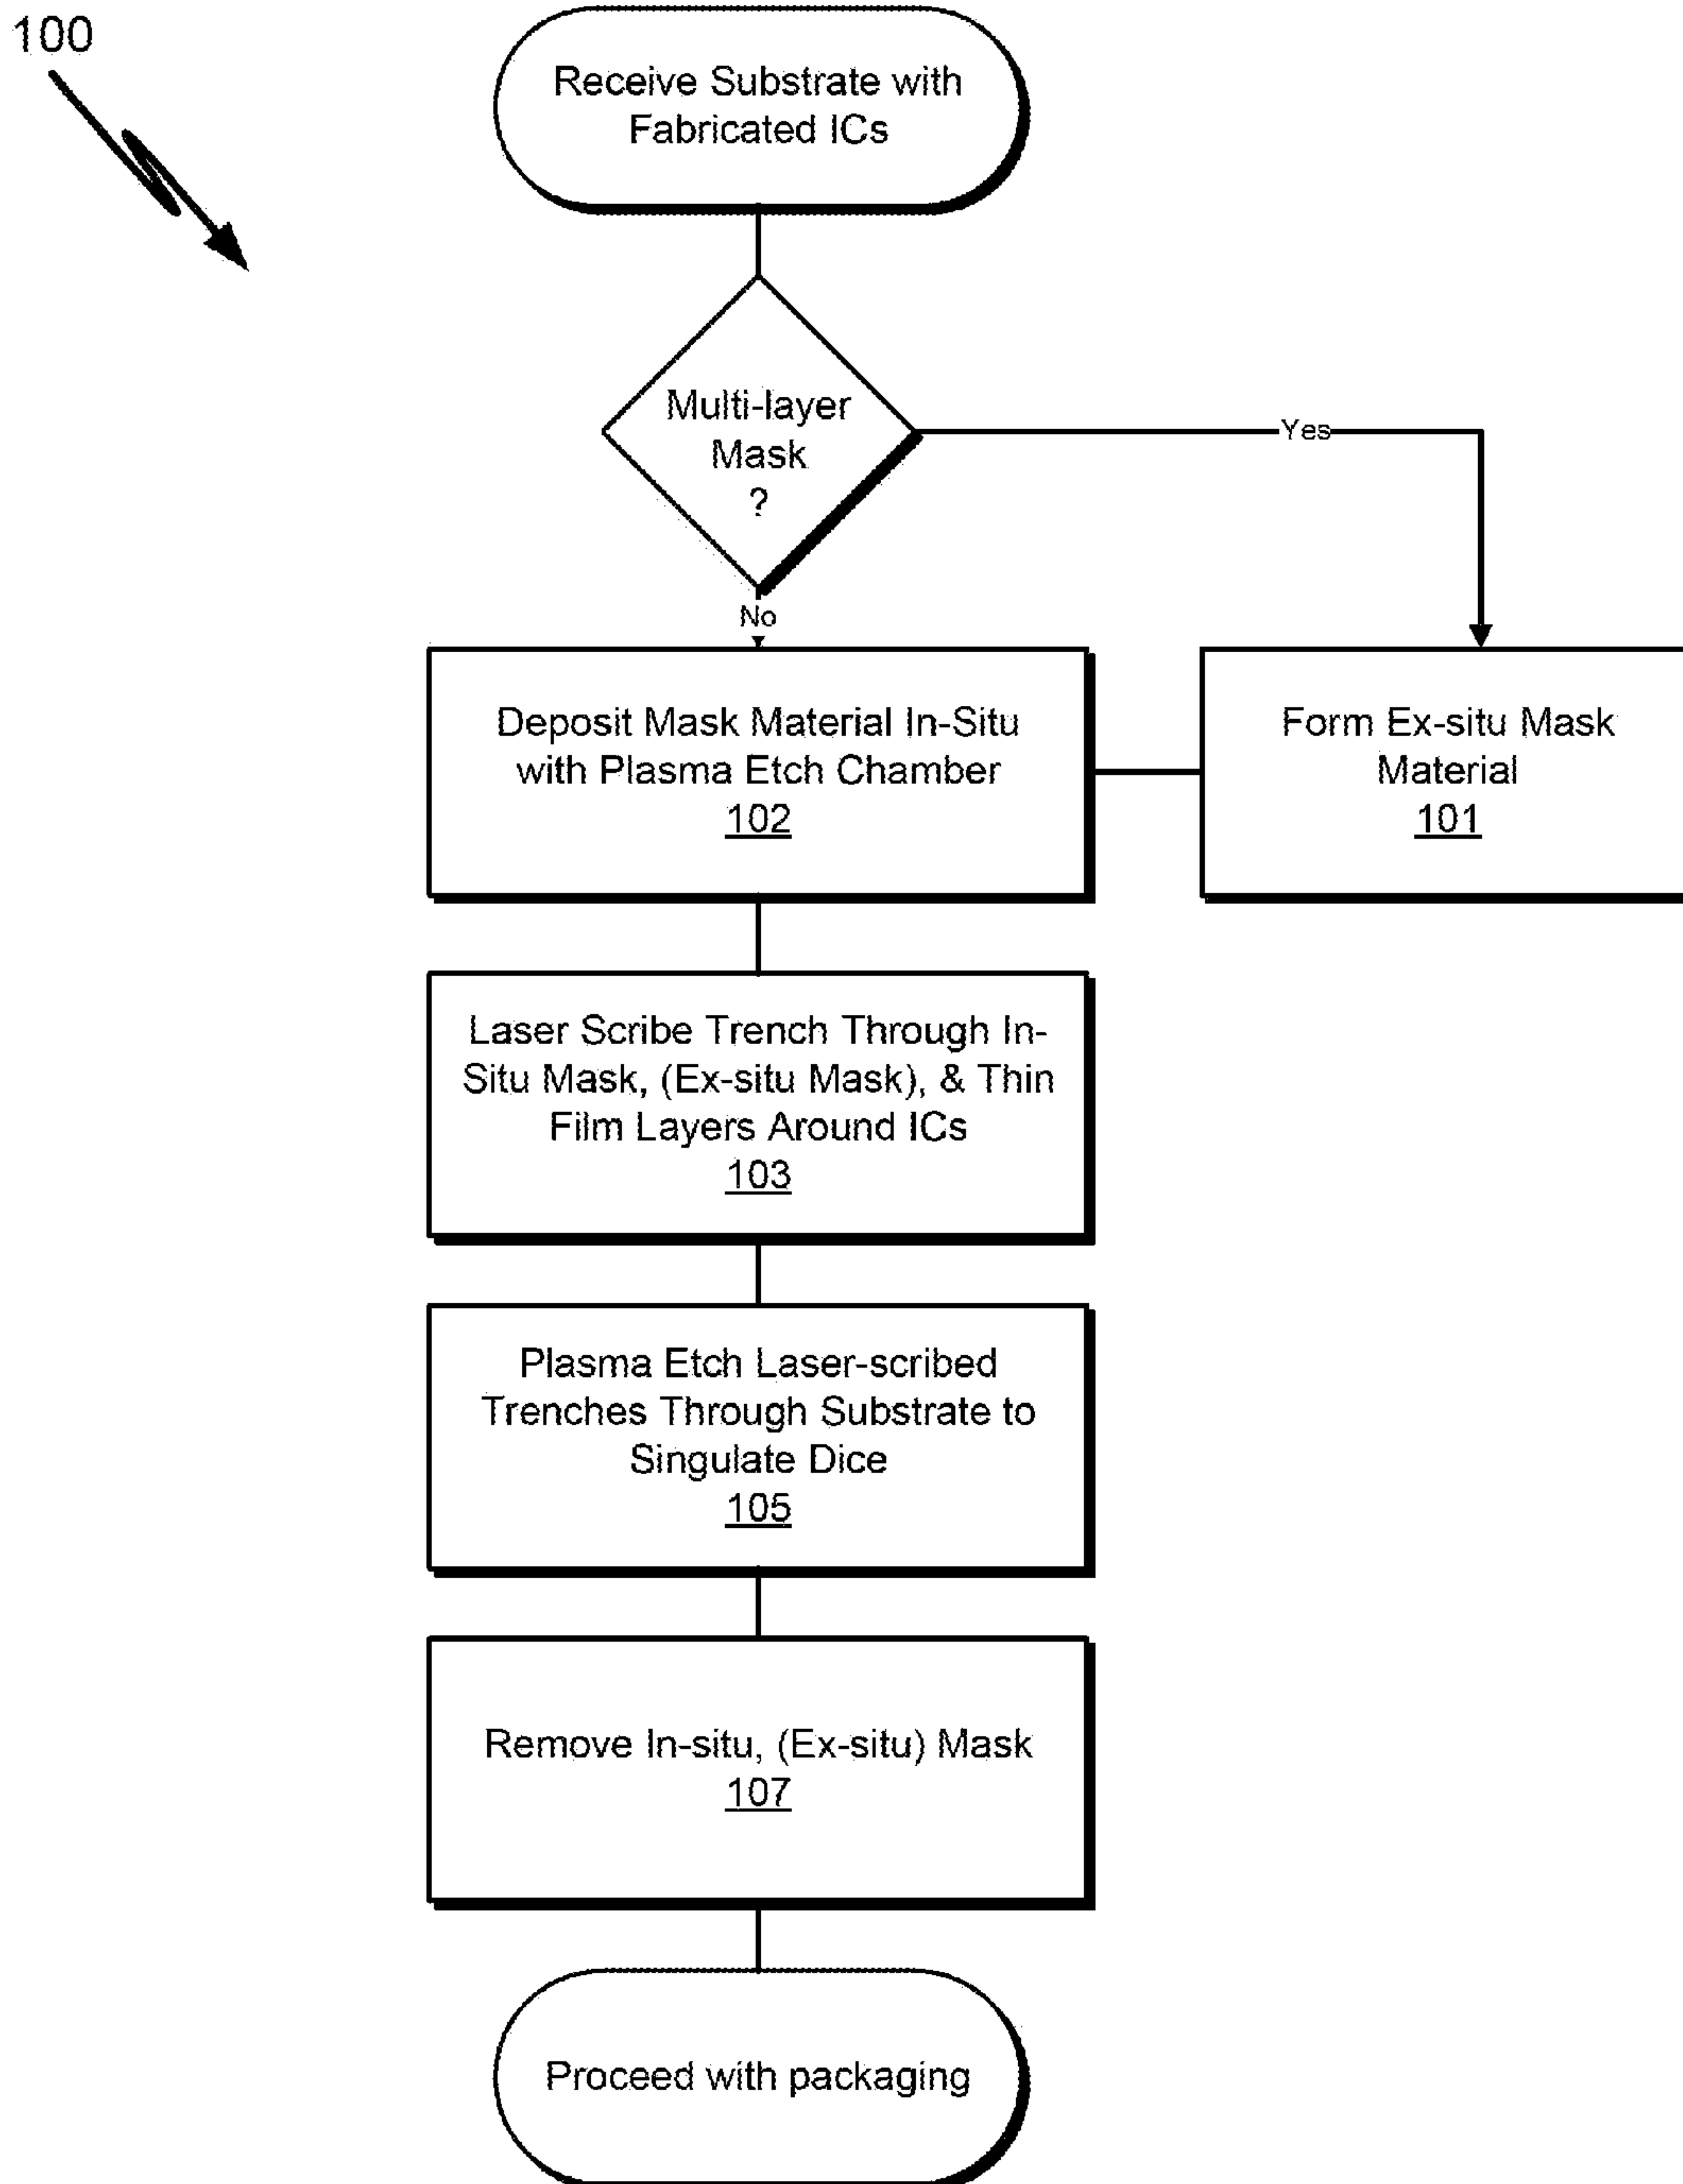 100
Receive Substrate with
Fabricated ICs
Multi-layer
Mask
?
Yes
No
Deposit Mask Material In-Situ
with Plasma Etch Chamber
102
Form Ex-situ Mask
Material
101
Laser Scribe Trench Through In-
Situ Mask, (Ex-situ Mask), & Thin
Film Layers Around ICs
103
Plasma Etch Laser-scribed
Trenches Through Substrate to
Singulate Dice
105
Remove In-situ, (Ex-situ) Mask
107
Proceed with packaging